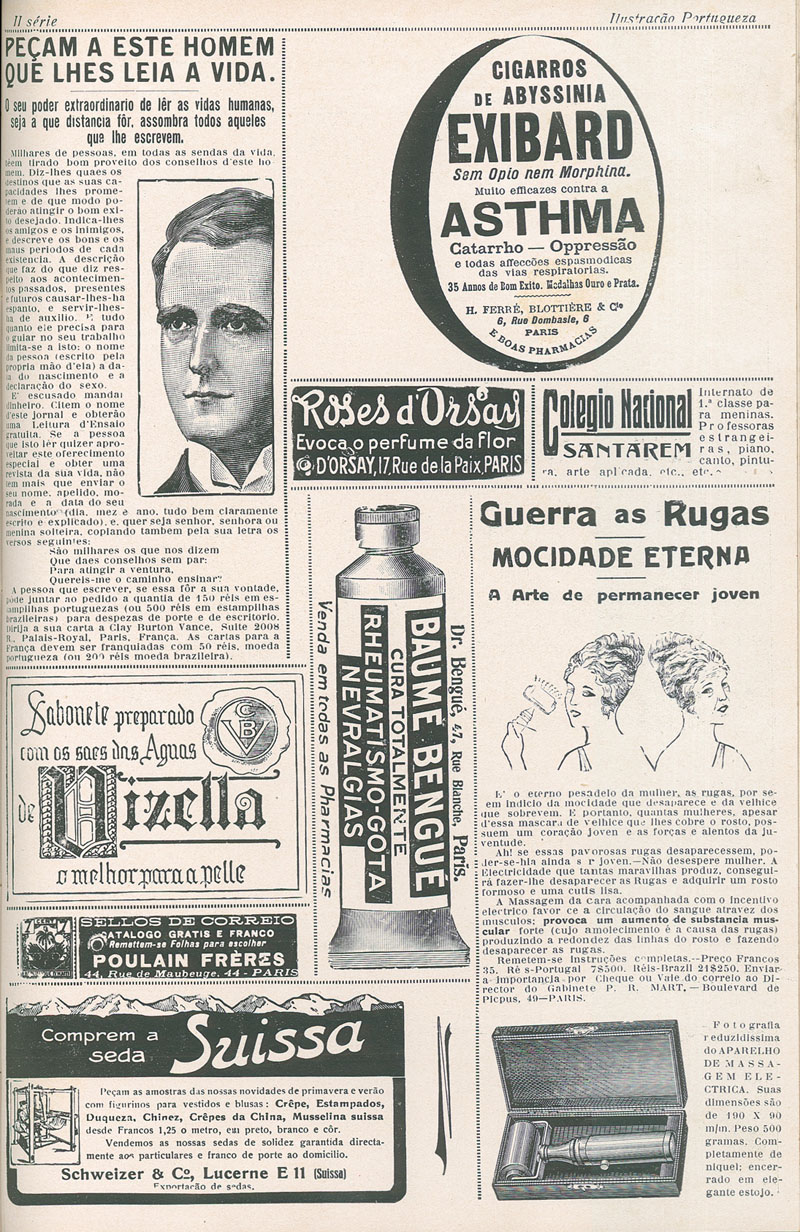 II série
Ilustração Portugueza
PEÇAM A ESTE HOMEM
QUE LHES LEIA A VIDA.
O seu poder extraordinario de lêr as vidas humanas,
seja a que distancia fôr, assombra todos aqueles
que lhe escrevem.
Milhares de pessoas, em todas as sendas da vida,
têem tirado bom proveito dos conselhos d'este ho
mem. Diz-lhes quaes os
destinos que as suas ca-
pacidades lhes prome-
tem e de que modo po-
derão atingir o bom exi-
to desejado. Indica-lhes
os amigos e os inimigos,
e descreve os bons e os
maus periodos de cada
existencia. A descrição
que faz do que diz res-
peito aos acontecimen-
tos passados, presentes
e futuros causar-lhes-ha
espanto, e servir-lhes-
ha de auxilio. E tudo
quanto ele precisa para
o guiar no seu trabalho
limita-se a isto: o nome
da pessoa (escrito pela
propria mão d'ela) a da-
ta do nascimento e a
declaração do sexo.
E' escusado mandar
dinheiro. Citem o nome
d'este jornal e obterão
uma Leitura d'Ensaio
gratuita. Se a pessoa
que isto lêr quizer apro-
veitar este oferecimento
especial e obter uma
revista da sua vida, não
tem mais que enviar o
seu nome, apelido, mo-
rada e a data do seu
nascimento (dia, mez e ano, tudo bem claramente
escrito e explicado), e, quer seja senhor, senhora ou
menina solteira, copiando tambem pela sua letra os
versos seguintes:
São milhares os que nos dizem
Que daes conselhos sem par:
Para atingir a ventura,
Quereis-me o caminho ensinar?
A pessoa que escrever, se essa fôr a sua vontade,
pode juntar ao pedido a quantia de 150 réis em es-
tampilhas portuguezas (ou 500 réis em estampilhas
brazileiras) para despezas de porte e de escritorio.
Dirija a sua carta a Clay Burton Vance, Suite 2008
R., Palais-Royal, Paris, França. As cartas para a
França devem ser franquiadas com 50 réis, moeda
portugueza (ou 200 réis moeda brazileira).
CIGARROS
DE ABYSSINIA
EXIBARD
Sem Opio nem Morphina.
Muito efficazes contra a
ASTHMA
Catarrho — Oppressão
e todas affecções espasmodicas
das vias respiratorias.
35 Annos de Bom Exito. Medalhas Ouro e Prata.
H. FERRÉ, BLOTTIÈRE & Cie
6, Rue Dombasle, 6
PARIS
E BOAS PHARMACIAS
Roses d'Orsay
Evoca o perfume da flor
D'ORSAY, 17, Rue de la Paix, PARIS
Colegio Nacional
SANTAREM
Internato de
1.ª classe pa-
ra meninas.
Professoras
estrangei-
ras, piano,
canto, pintu-
ra, arte aplicada, etc., etc.
Dr. Bengué, 47, Rue Blanche, Paris.
BAUME BENGUÉ
CURA TOTALMENTE
RHEUMATISMO-GOTA
NEVRALGIAS
Venda em todas as Pharmacias
Guerra as Rugas
MOCIDADE ETERNA
A Arte de permanecer joven
E' o eterno pesadelo da mulher, as rugas, por se-
em indicio da mocidade que desaparece e da velhice
que sobrevem. E portanto, quantas mulheres, apesar
d'essa mascara de velhice que lhes cobre o rosto, pos-
suem um coração joven e as forças e alentos da ju-
ventude.
Ah! se essas pavorosas rugas desaparecessem, po-
der-se-hia ainda s r joven.—Não desespere mulher. A
Electricidade que tantas maravilhas produz, consegui-
rá fazer-lhe desaparecer as Rugas e adquirir um rosto
formoso e uma cutis lisa.
A Massagem da cara acompanhada com o incentivo
electrico favor ce a circulação do sangue atravez dos
musculos; provoca um aumento de substancia mus-
cular forte (cujo amolecimento é a causa das rugas)
produzindo a redondez das linhas do rosto e fazendo
desaparecer as rugas.
Remetem-se instruções completas.--Preço Francos
35. Ré s-Portugal 7$500. Réis-Brazil 21$250. Enviar-
a importancia por Cheque ou Vale do correio ao Di-
rector do Gabinete P. R. MART, — Boulevard de
Picpus, 49—PARIS.
Fotografia
reduzidissima
do APARELHO
DE MASSA-
GEM ELE-
CTRICA. Suas
dimensões são
de 190 X 90
m/m. Peso 500
gramas. Com-
pletamente de
niquel; encer-
rado em ele-
gante estojo.
Sabonete preparado
com os saes das Aguas
CVB
de Vizella
o melhor para a pelle
SELLOS DE CORREIO
CATALOGO GRATIS E FRANCO
Remettem-se Folhas para escolher
POULAIN FRÈRES
44, Rue de Maubeuge, 44 - PARIS
Comprem a
seda Suissa
Peçam as amostras das nossas novidades de primavera e verão
com figurinos para vestidos e blusas: Crêpe, Estampados,
Duqueza, Chinez, Crêpes da China, Musselina suissa
desde Francos 1,25 o metro, em preto, branco e côr.
Vendemos as nossas sedas de solidez garantida directa-
mente aos particulares e franco de porte ao domicilio.
Schweizer & Co, Lucerne E 11 (Suissa)
Exportação de sedas.